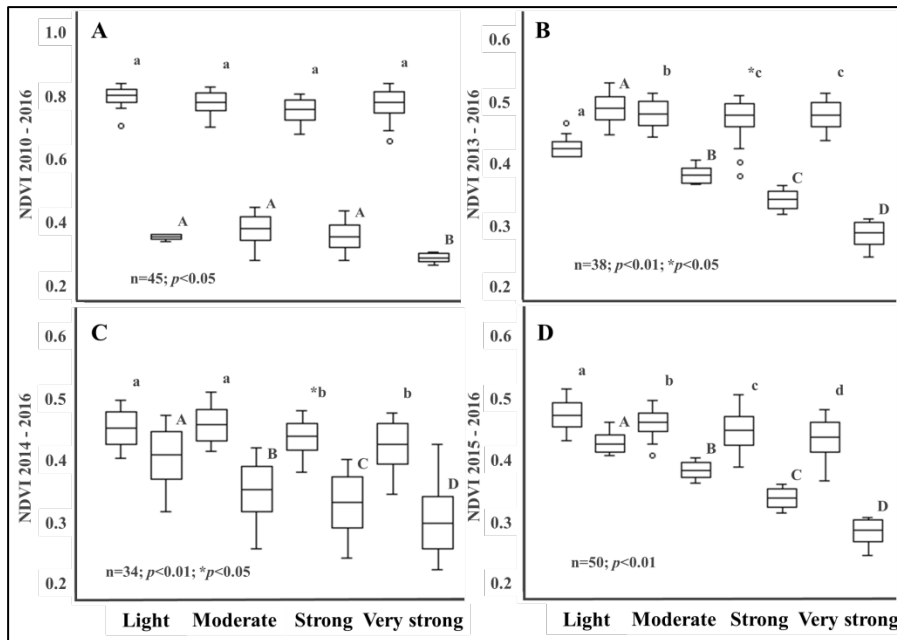 A
NDVI 2010 - 2016
1.0
0.8
0.6
0.4
0.2
a
a
a
a
A
A
A
B
n=45; p<0.05
B
NDVI 2013 - 2016
0.6
0.5
0.4
0.3
0.2
a
A
b
*c
c
B
C
D
n=38; p<0.01; *p<0.05
C
NDVI 2014 - 2016
0.6
0.5
0.4
0.3
0.2
a
a
*b
b
A
B
C
D
n=34; p<0.01; *p<0.05
Light Moderate Strong Very strong
D
NDVI 2015 - 2016
0.6
0.5
0.4
0.3
0.2
a
b
c
d
A
B
C
D
n=50; p<0.01
Light Moderate Strong Very strong